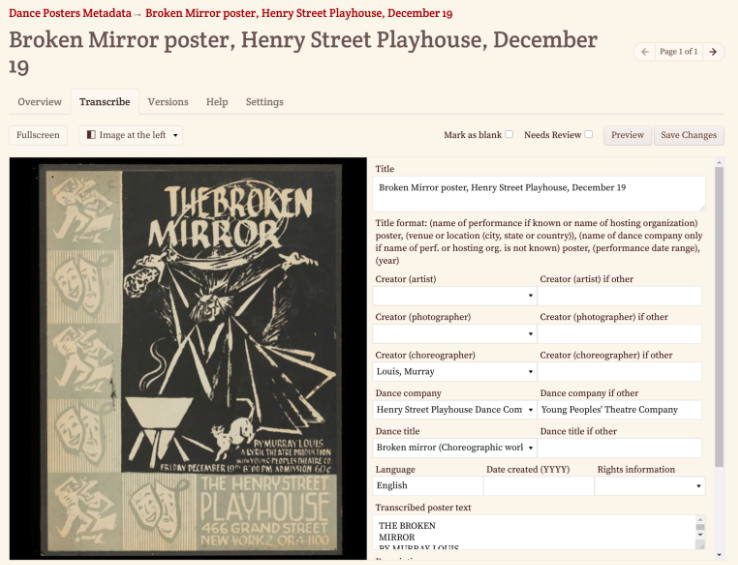 Dance Posters Metadata→ Broken Mirror poster, Henry Street Playhouse, December 19
Broken Mirror poster, Henry Street Playhouse, December
19
← Page 1 of 1 →
Overview Transcribe Versions Help Settings
Fullscreen Image at the left Mark as blank Needs Review Preview Save Changes
THE BROKEN
MIRROR
BY MURRAY LOUIS
A LYRIC THEATRE PRODUCTION
WITH YOUNG PEOPLES THEATRE CO.
FRIDAY DECEMBER 19TH 8:00 PM ADMISSION 60¢
THE HENRY STREET
PLAYHOUSE
466 GRAND STREET
NEW YORK 2 OR 4-1100
Title
Broken Mirror poster, Henry Street Playhouse, December 19
Title format: (name of performance if known or name of hosting organization)
poster, (venue or location (city, state or country)), (name of dance company only
if name of perf. or hosting org. is not known) poster, (performance date range),
(year)
Creator (artist) Creator (artist) if other
Creator (photographer) Creator (photographer) if other
Creator (choreographer) Creator (choreographer) if other
Louis, Murray
Dance company Dance company if other
Henry Street Playhouse Dance Com Young Peoples' Theatre Company
Dance title Dance title if other
Broken mirror (Choreographic worl
Language Date created (YYYY) Rights information
English
Transcribed poster text
THE BROKEN
MIRROR
BY MURRAY LOUIS